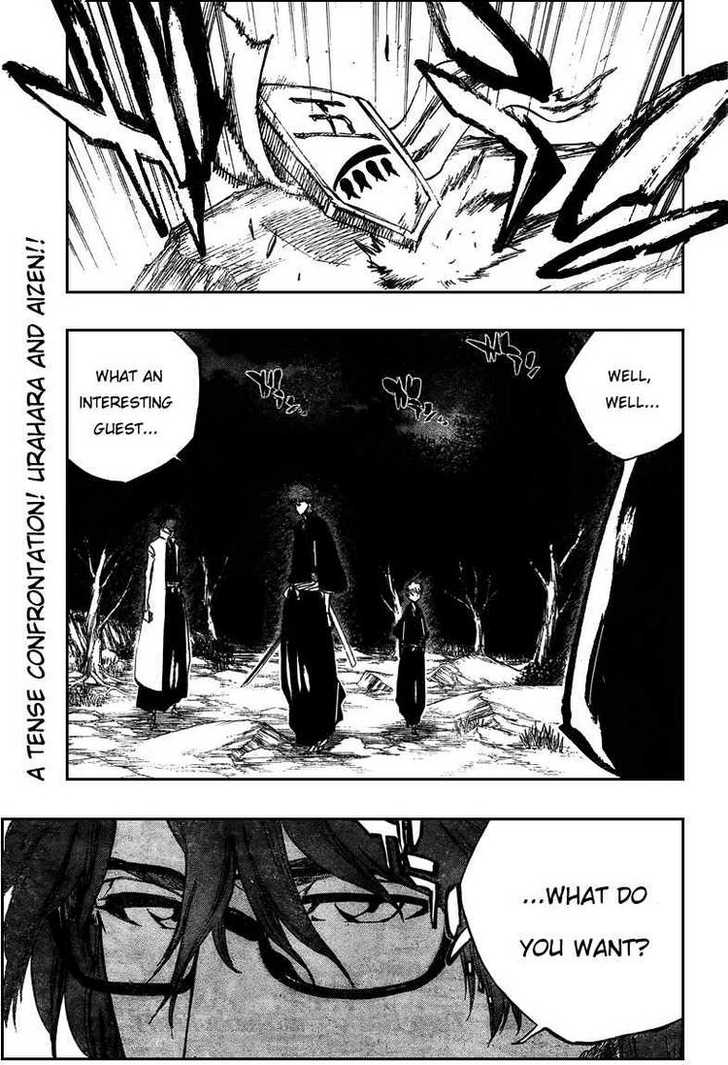 A TENSE CONFRONTATION! URAHARA AND AIZEN!!
WELL,
WELL...
WHAT AN
INTERESTING
GUEST...
...WHAT DO
YOU WANT?